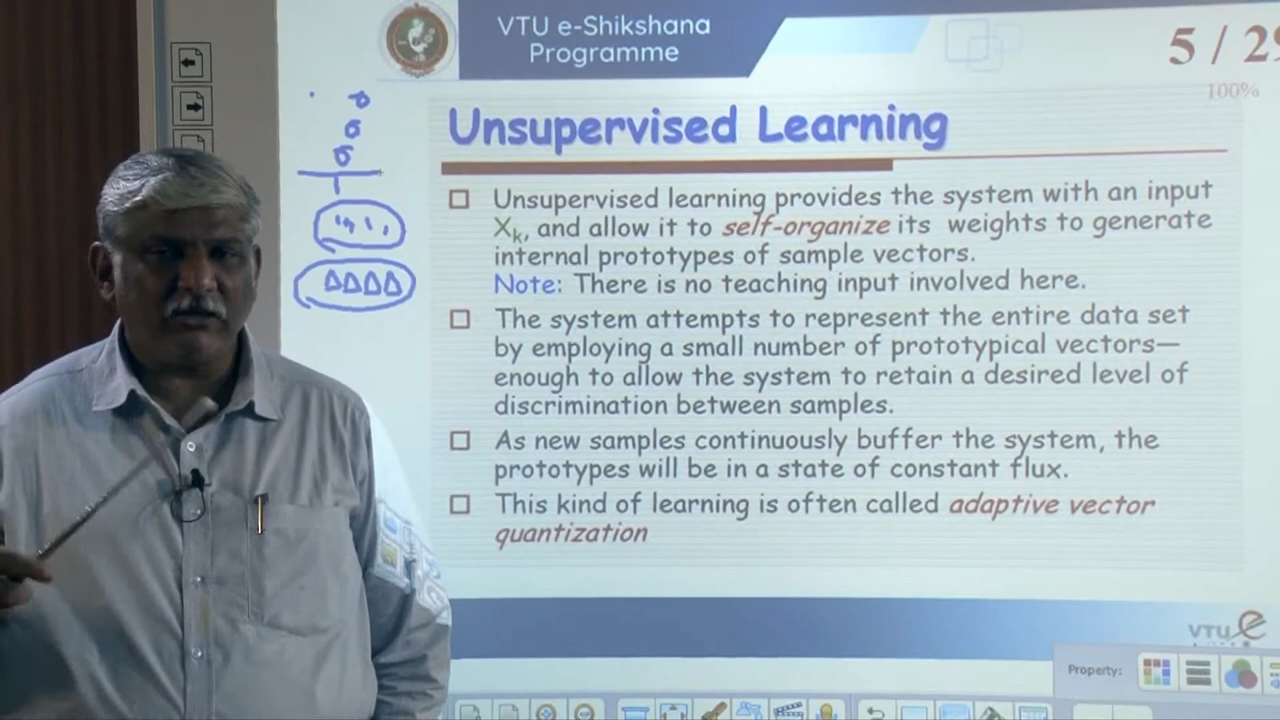 VTU e-Shikshana
Programme
5 / 29
100%
Unsupervised Learning
Unsupervised learning provides the system with an input
Xk, and allow it to self-organize its weights to generate
internal prototypes of sample vectors.
Note: There is no teaching input involved here.
The system attempts to represent the entire data set
by employing a small number of prototypical vectors—
enough to allow the system to retain a desired level of
discrimination between samples.
As new samples continuously buffer the system, the
prototypes will be in a state of constant flux.
This kind of learning is often called adaptive vector
quantization
VTU e
Property: